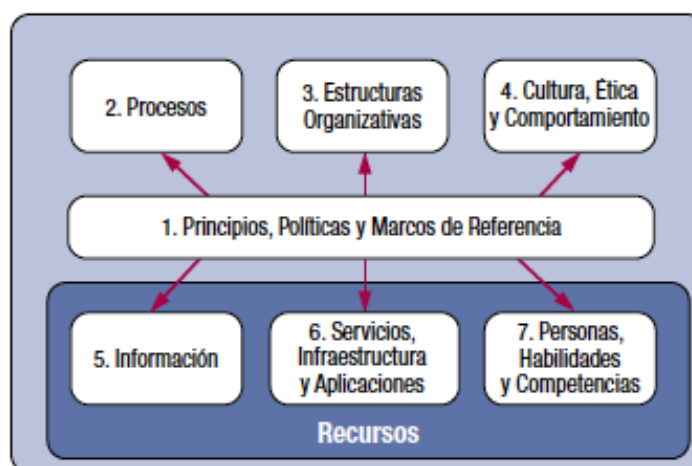 2. Procesos
3. Estructuras
Organizativas
4. Cultura, Ética
y Comportamiento
1. Principios, Políticas y Marcos de Referencia
5. Información
6. Servicios,
Infraestructura
y Aplicaciones
7. Personas,
Habilidades
y Competencias
Recursos